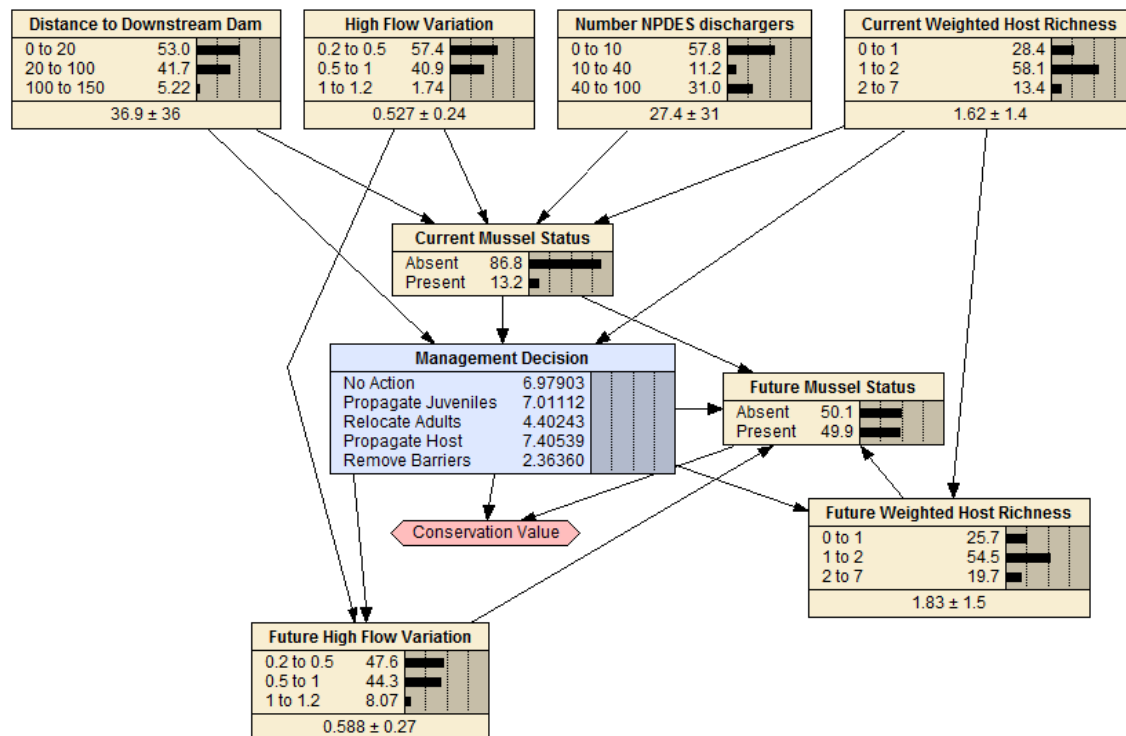 Distance to Downstream Dam
0 to 20 53.0
20 to 100 41.7
100 to 150 5.22
36.9 ± 36
High Flow Variation
0.2 to 0.5 57.4
0.5 to 1 40.9
1 to 1.2 1.74
0.527 ± 0.24
Number NPDES dischargers
0 to 10 57.8
10 to 40 11.2
40 to 100 31.0
27.4 ± 31
Current Weighted Host Richness
0 to 1 28.4
1 to 2 58.1
2 to 7 13.4
1.62 ± 1.4
Current Mussel Status
Absent 86.8
Present 13.2
Management Decision
No Action 6.97903
Propagate Juveniles 7.01112
Relocate Adults 4.40243
Propagate Host 7.40539
Remove Barriers 2.36360
Future Mussel Status
Absent 50.1
Present 49.9
Conservation Value
Future Weighted Host Richness
0 to 1 25.7
1 to 2 54.5
2 to 7 19.7
1.83 ± 1.5
Future High Flow Variation
0.2 to 0.5 47.6
0.5 to 1 44.3
1 to 1.2 8.07
0.588 ± 0.27